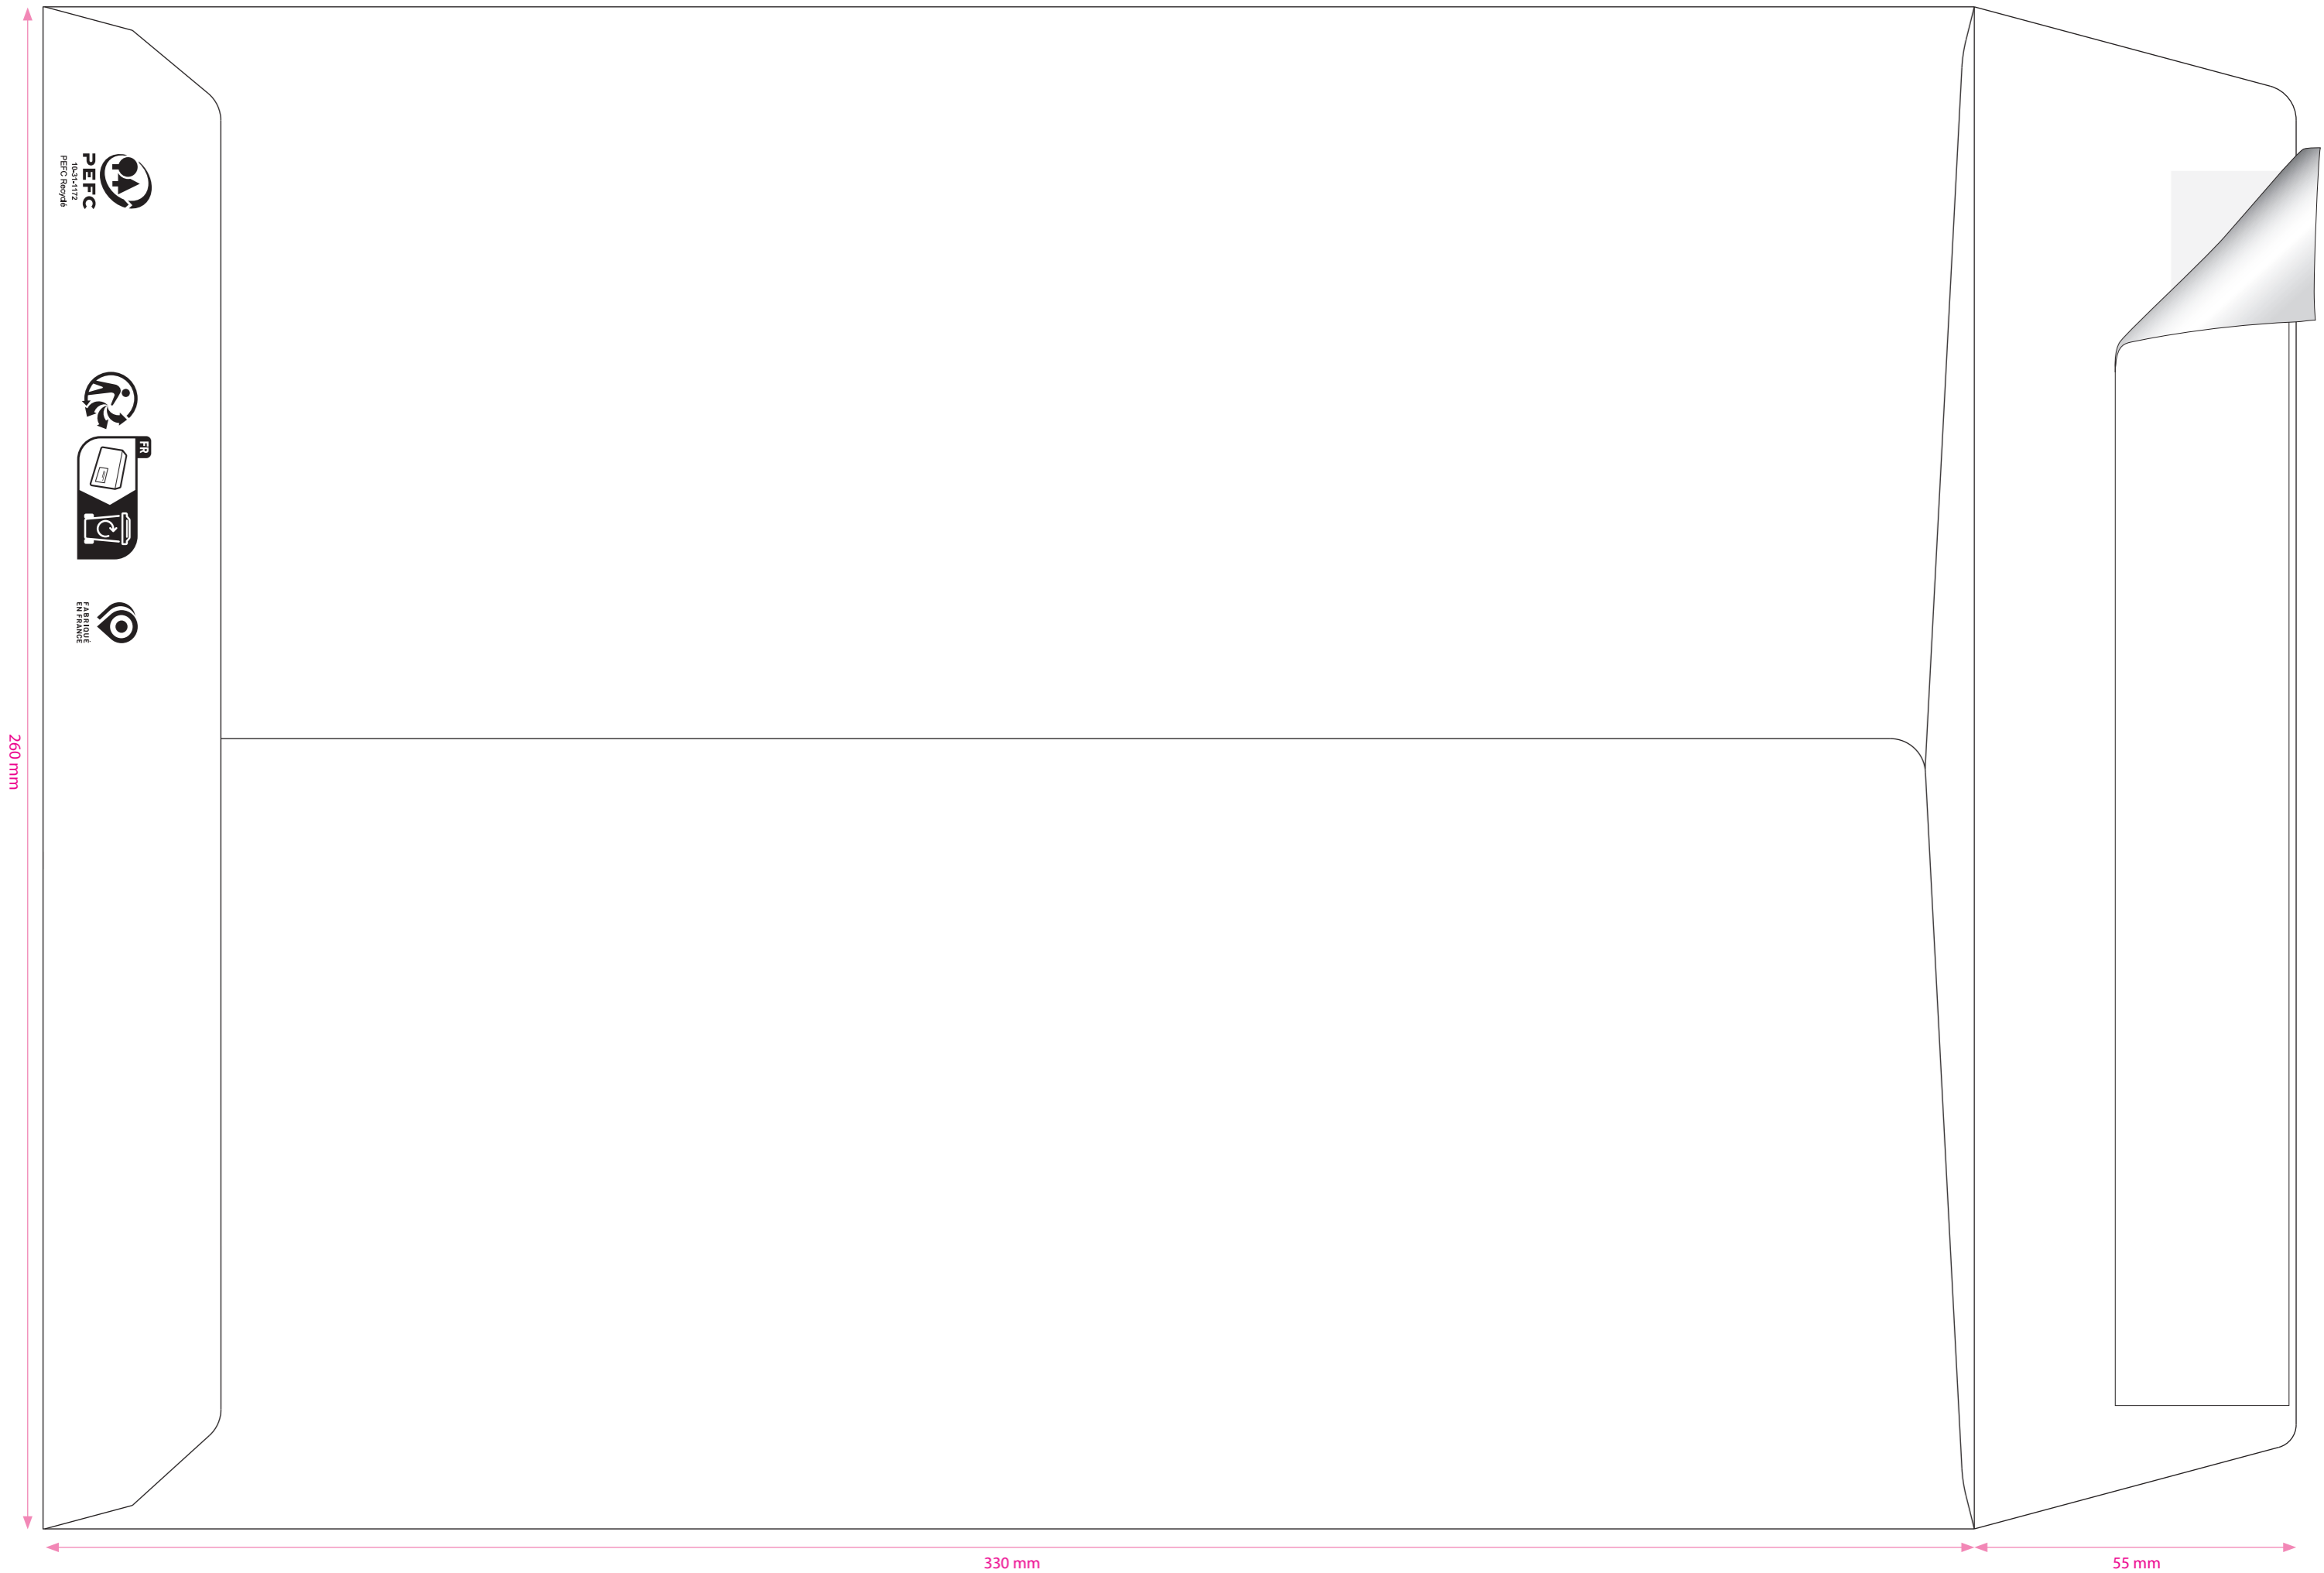 PEFC
10-31-1172
PEFC Recyclé
FR
FABRIQUÉ
EN FRANCE
260 mm
330 mm
55 mm